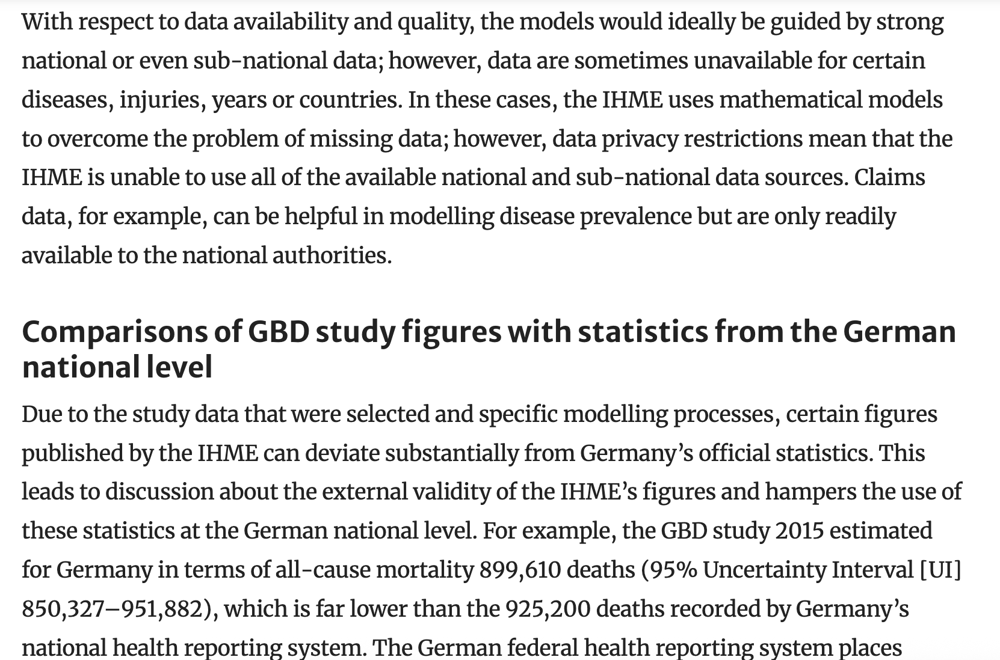 With respect to data availability and quality, the models would ideally be guided by strong
national or even sub-national data; however, data are sometimes unavailable for certain
diseases, injuries, years or countries. In these cases, the IHME uses mathematical models
to overcome the problem of missing data; however, data privacy restrictions mean that the
IHME is unable to use all of the available national and sub-national data sources. Claims
data, for example, can be helpful in modelling disease prevalence but are only readily
available to the national authorities.
Comparisons of GBD study figures with statistics from the German
national level
Due to the study data that were selected and specific modelling processes, certain figures
published by the IHME can deviate substantially from Germany’s official statistics. This
leads to discussion about the external validity of the IHME’s figures and hampers the use of
these statistics at the German national level. For example, the GBD study 2015 estimated
for Germany in terms of all-cause mortality 899,610 deaths (95% Uncertainty Interval [UI]
850,327–951,882), which is far lower than the 925,200 deaths recorded by Germany’s
national health reporting system. The German federal health reporting system places